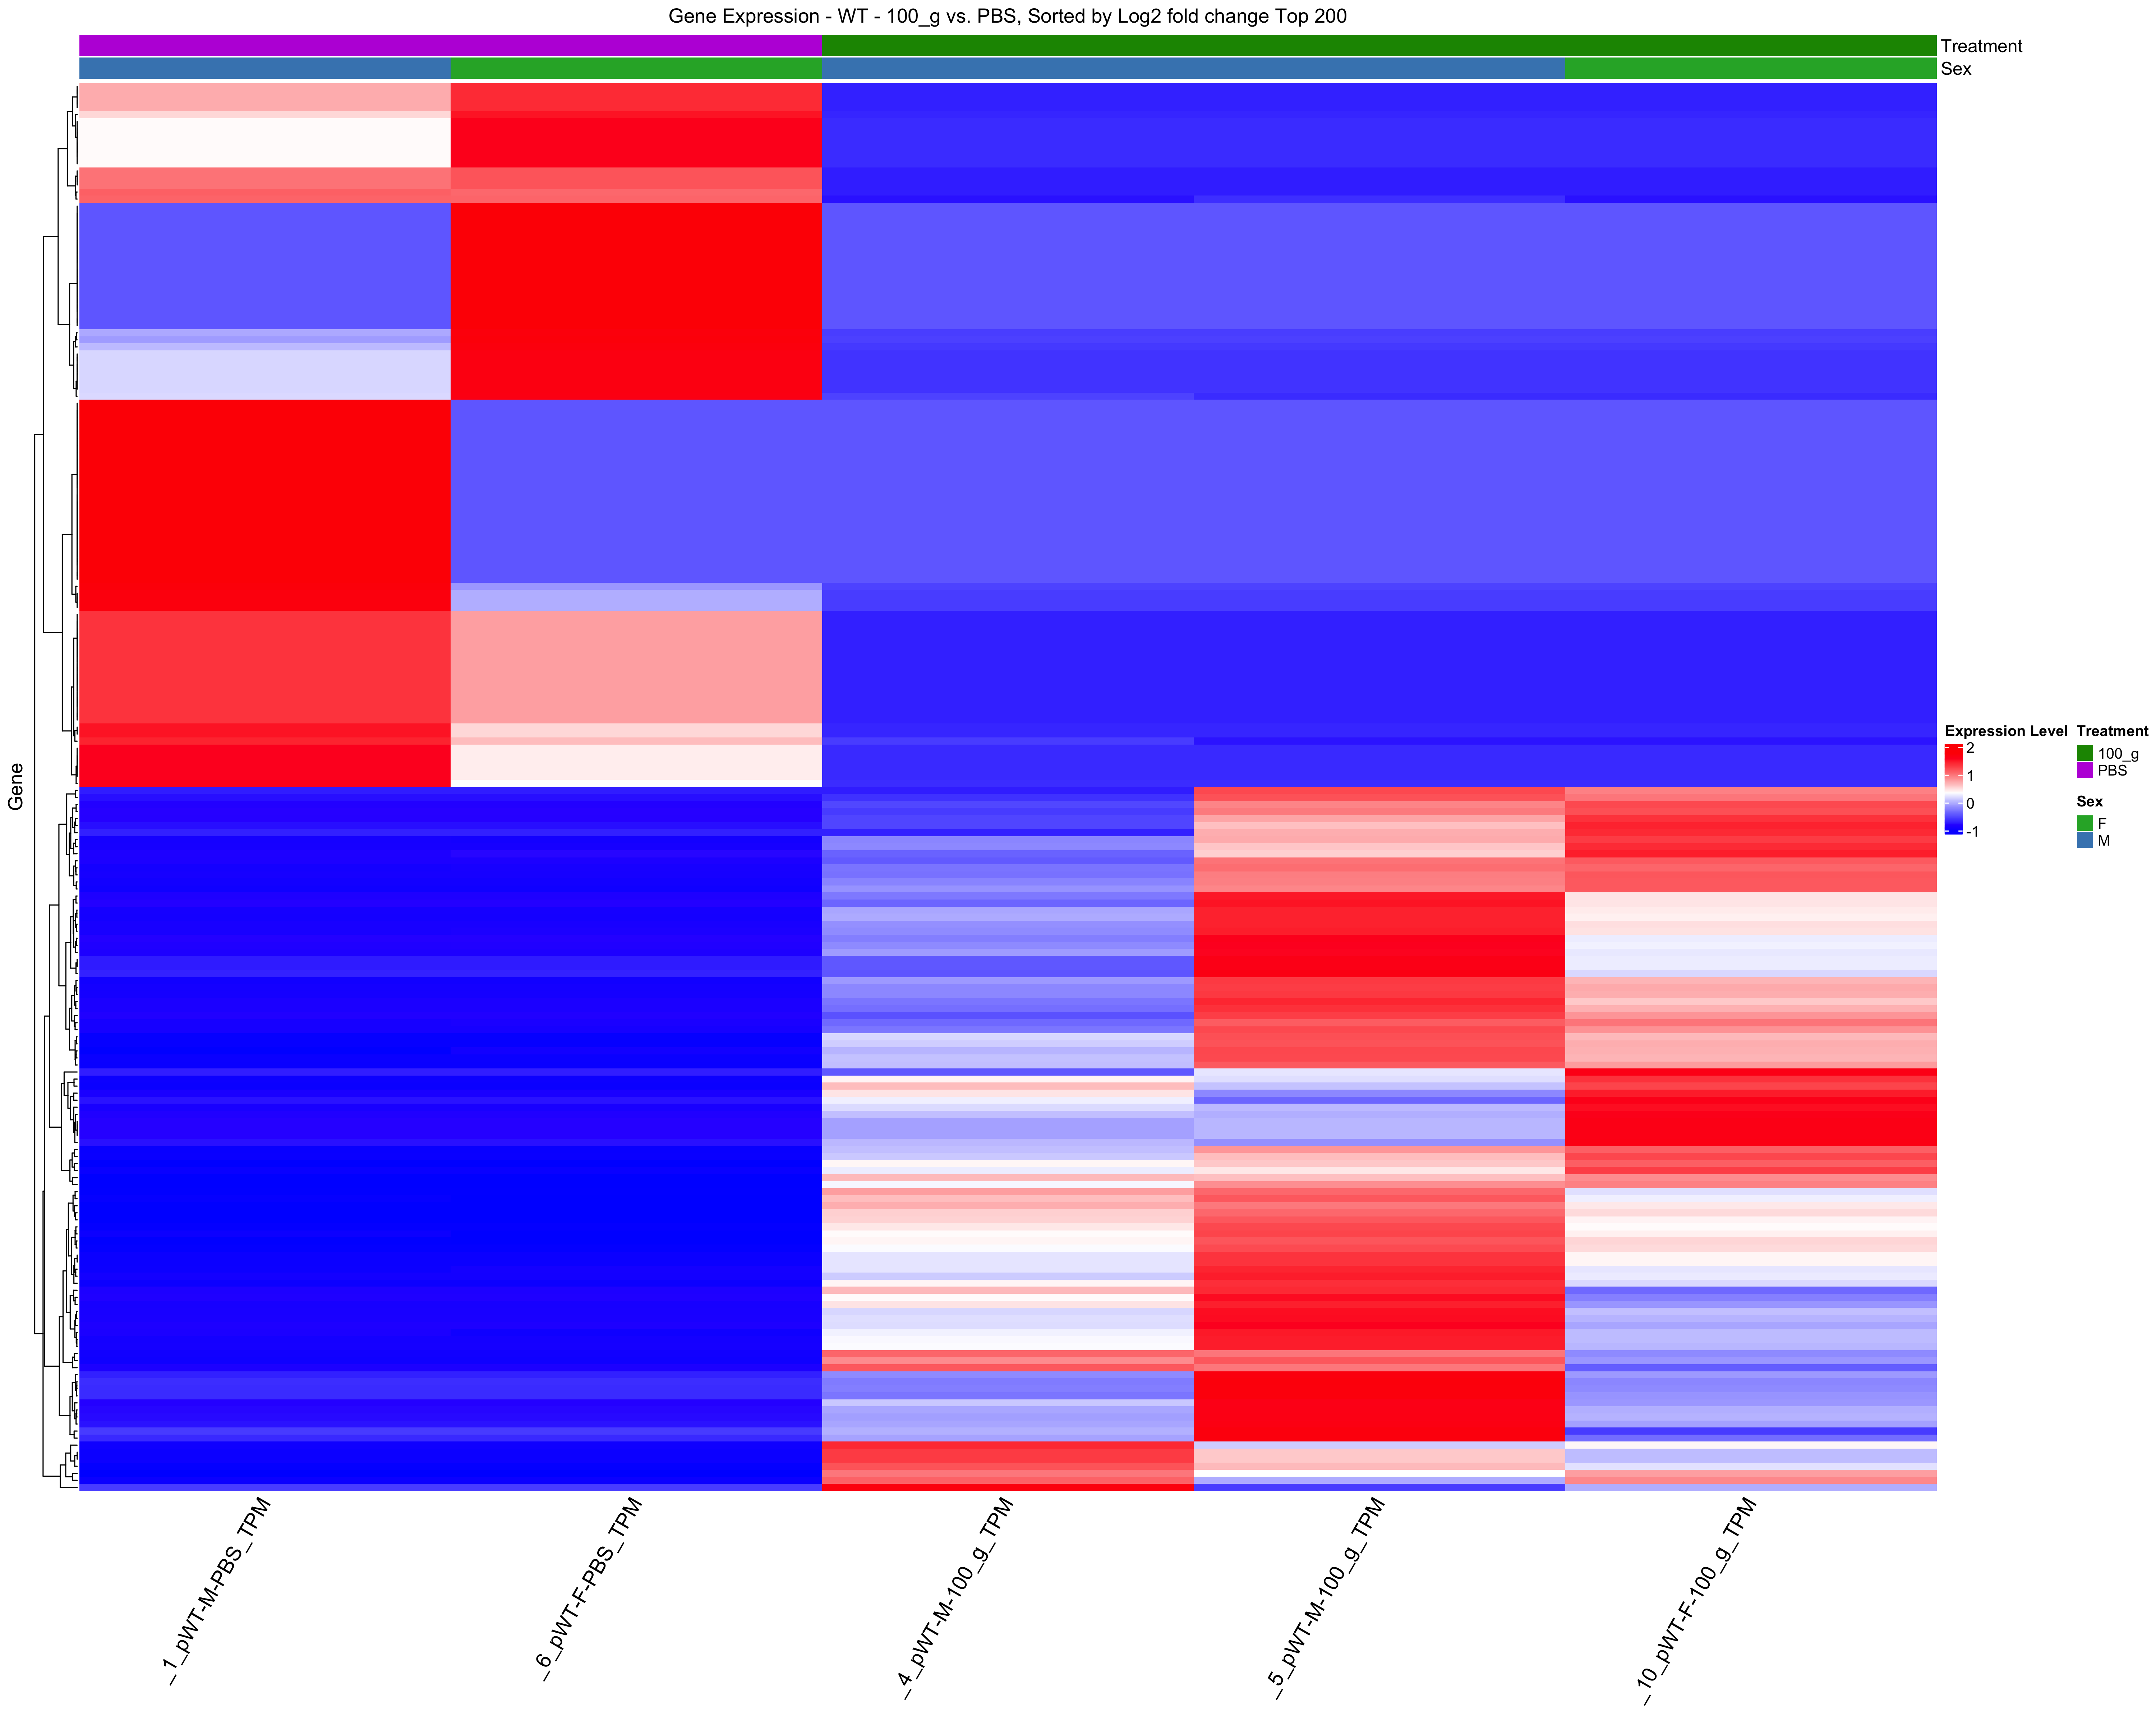 Gene Expression - WT - 100_g vs. PBS, Sorted by Log2 fold change Top 200
Treatment
Sex
Gene
Expression Level
2
1
0
-1
Treatment
100_g
PBS
Sex
F
M
_1_pWT-M-PBS_TPM
_6_pWT-F-PBS_TPM
_4_pWT-M-100_g_TPM
_5_pWT-M-100_g_TPM
_10_pWT-F-100_g_TPM